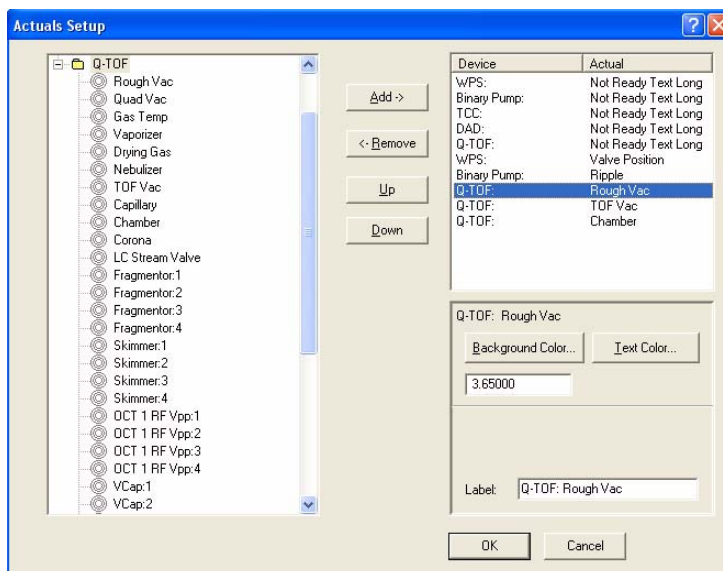 Actuals Setup
Q-TOF
Rough Vac
Quad Vac
Gas Temp
Vaporizer
Drying Gas
Nebulizer
TOF Vac
Capillary
Chamber
Corona
LC Stream Valve
Fragmentor:1
Fragmentor:2
Fragmentor:3
Fragmentor:4
Skimmer:1
Skimmer:2
Skimmer:3
Skimmer:4
OCT 1 RF Vpp:1
OCT 1 RF Vpp:2
OCT 1 RF Vpp:3
OCT 1 RF Vpp:4
VCap:1
VCap:2
Add ->
<- Remove
Up
Down
Device Actual
WPS: Not Ready Text Long
Binary Pump: Not Ready Text Long
TCC: Not Ready Text Long
DAD: Not Ready Text Long
Q-TOF: Not Ready Text Long
WPS: Valve Position
Binary Pump: Ripple
Q-TOF: Rough Vac
Q-TOF: TOF Vac
Q-TOF: Chamber
Q-TOF: Rough Vac
Background Color... Text Color...
3.65000
Label: Q-TOF: Rough Vac
OK Cancel